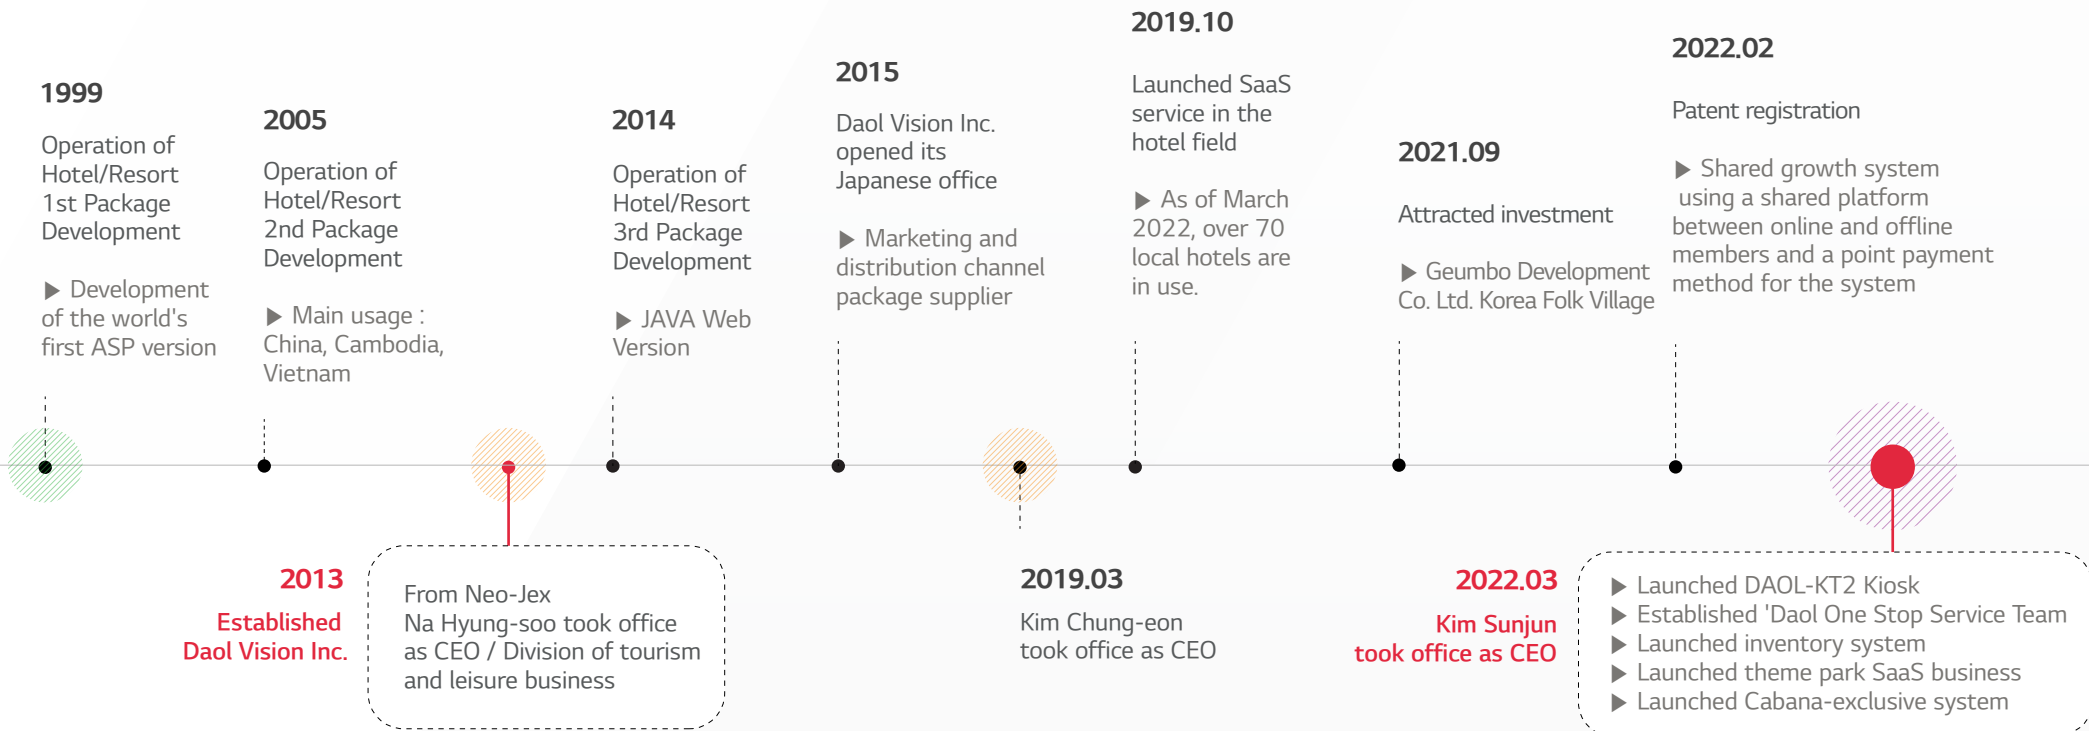 1999
Operation of
Hotel/Resort
1st Package
Development
▶ Development
of the world's
first ASP version
2005
Operation of
Hotel/Resort
2nd Package
Development
▶ Main usage :
China, Cambodia,
Vietnam
2013
Established
Daol Vision Inc.
From Neo-Jex
Na Hyung-soo took office
as CEO / Division of tourism
and leisure business
2014
Operation of
Hotel/Resort
3rd Package
Development
▶ JAVA Web
Version
2015
Daol Vision Inc.
opened its
Japanese office
▶ Marketing and
distribution channel
package supplier
2019.03
Kim Chung-eon
took office as CEO
2019.10
Launched SaaS
service in the
hotel field
▶ As of March
2022, over 70
local hotels are
in use.
2021.09
Attracted investment
▶ Geumbo Development
Co. Ltd. Korea Folk Village
2022.02
Patent registration
▶ Shared growth system
using a shared platform
between online and offline
members and a point payment
method for the system
2022.03
Kim Sunjun
took office as CEO
▶ Launched DAOL-KT2 Kiosk
▶ Established 'Daol One Stop Service Team
▶ Launched inventory system
▶ Launched theme park SaaS business
▶ Launched Cabana-exclusive system